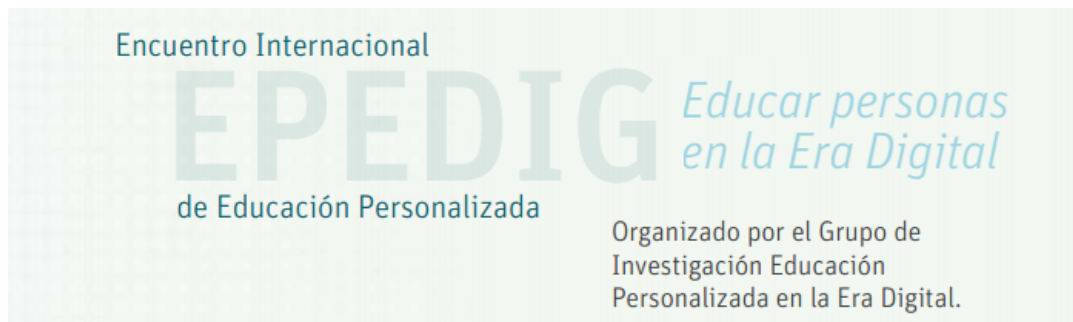 Encuentro Internacional
EPEDIG
de Educación Personalizada
Educar personas
en la Era Digital
Organizado por el Grupo de
Investigación Educación
Personalizada en la Era Digital.